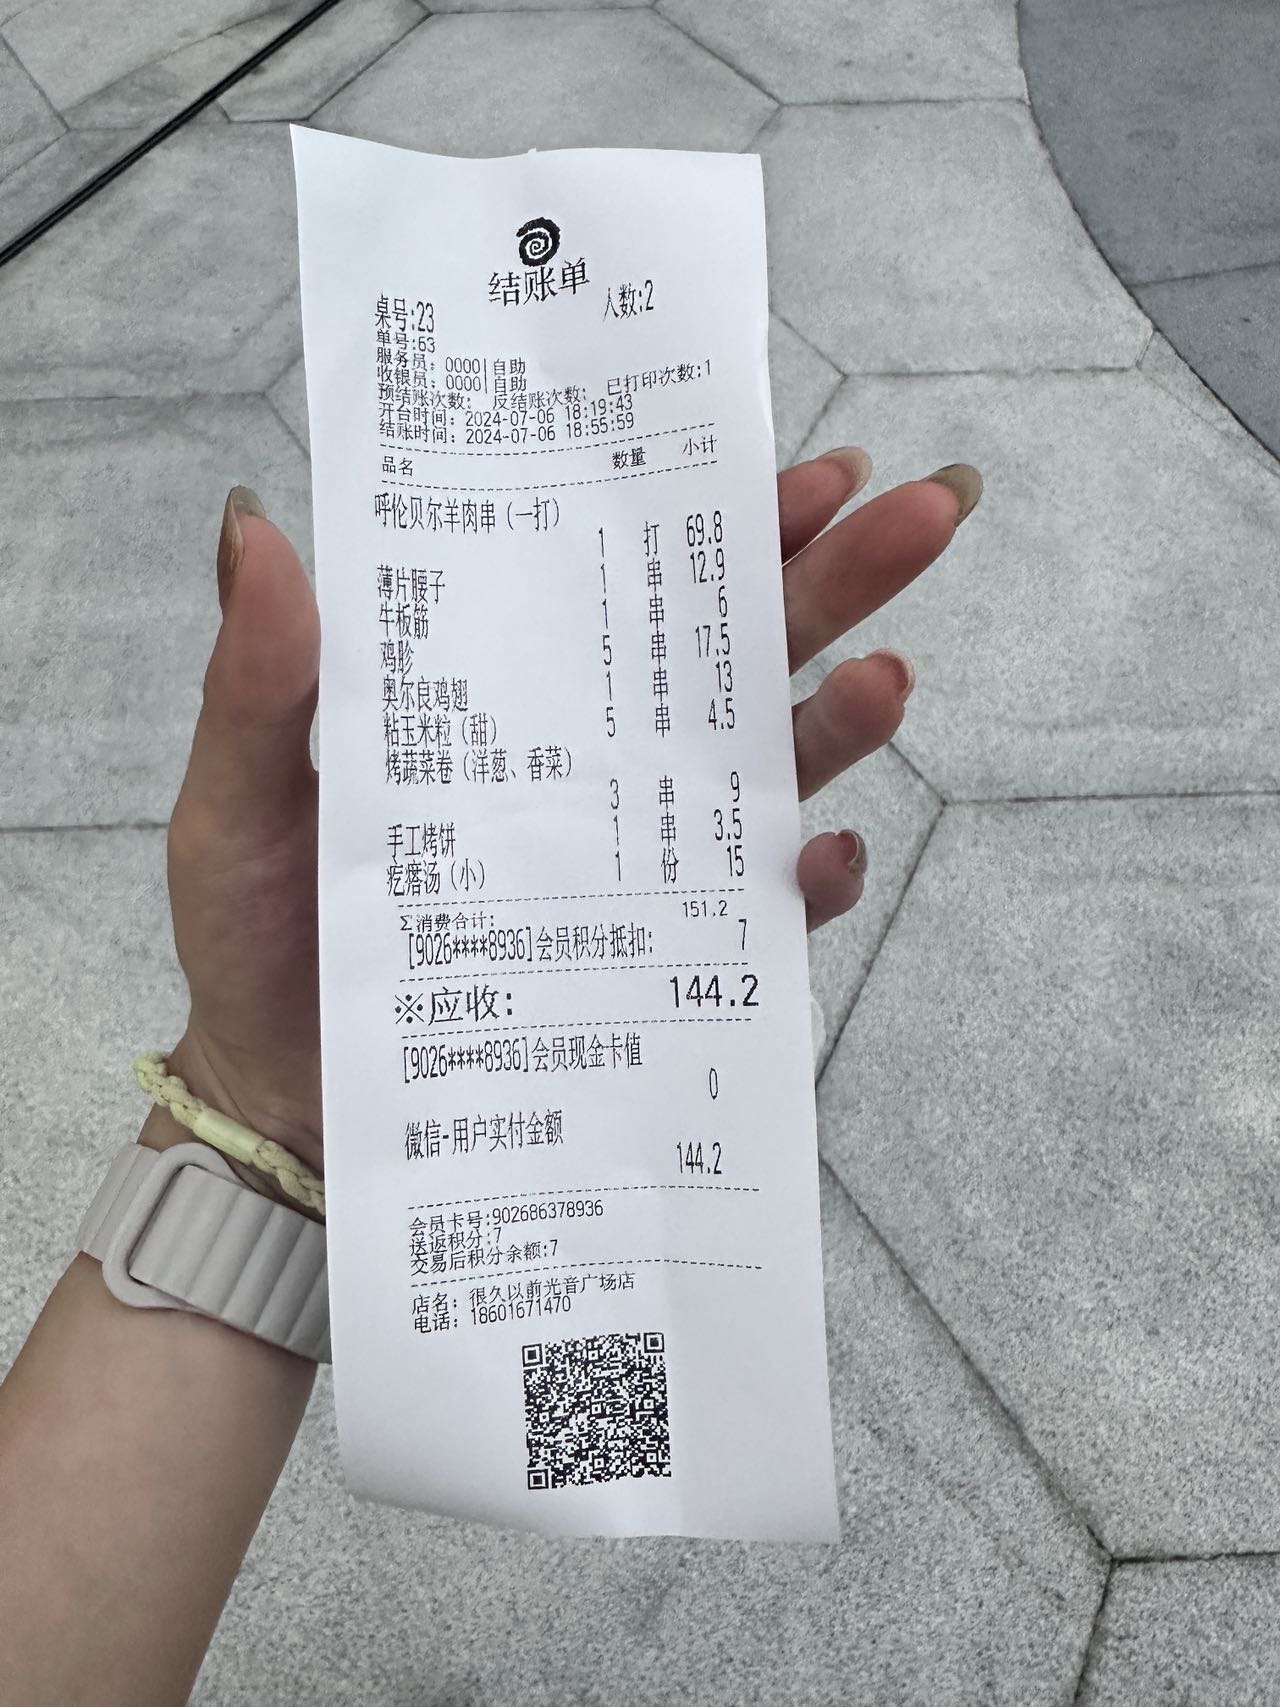 结账单
桌号:23 人数:2
单号:63
服务员: 0000|自助
收银员: 0000|自助
预结账次数: 反结账次数: 已打印次数:1
开台时间: 2024-07-06 18:19:43
结账时间: 2024-07-06 18:55:59
品名 数量 小计
呼伦贝尔羊肉串(一打)
1 打 69.8
薄片腰子 1 串 12.9
牛板筋 1 串 6
鸡胗 5 串 17.5
奥尔良鸡翅 1 串 13
粘玉米粒(甜) 5 串 4.5
烤蔬菜卷(洋葱、香菜)
3 串 9
手工烤饼 1 串 3.5
疙瘩汤(小) 1 份 15
Σ消费合计: 151.2
[9026****8936]会员积分抵扣: 7
※应收: 144.2
[9026****8936]会员现金卡值
0
微信-用户实付金额
144.2
会员卡号:902686378936
送返积分:7
交易后积分余额:7
店名: 很久以前光音广场店
电话: 18601671470